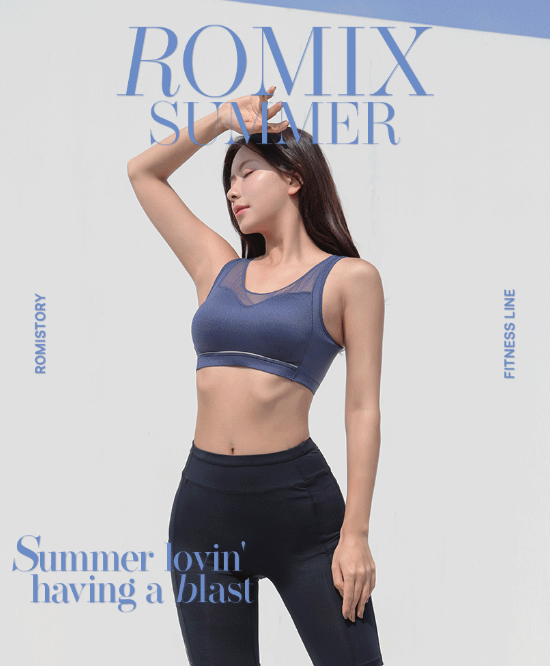 ROMIX
SUMMER
ROMISTORY
FITNESS LINE
Summer lovin'
having a blast